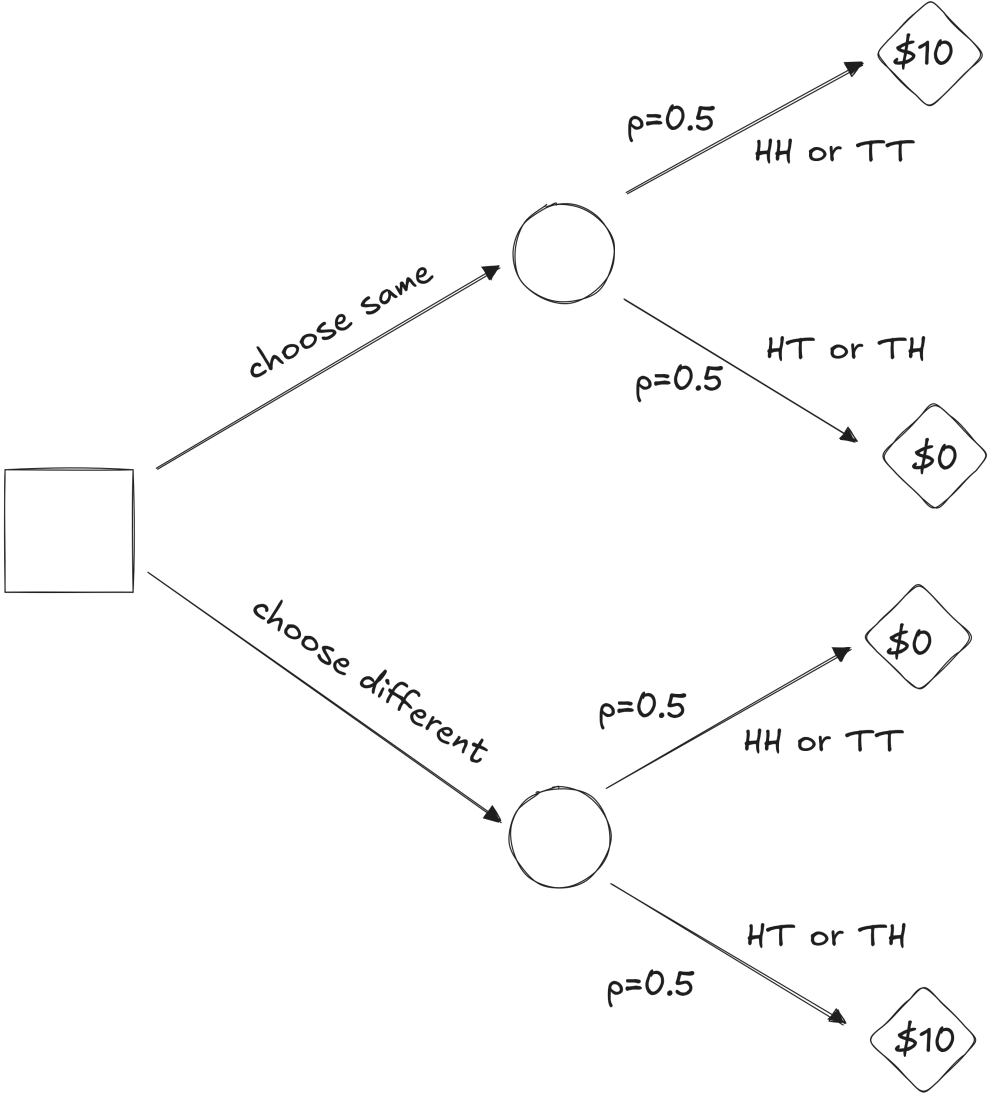 $10
p=0.5
HH or TT
choose same
HT or TH
p=0.5
$0
choose different
$0
p=0.5
HH or TT
HT or TH
p=0.5
$10